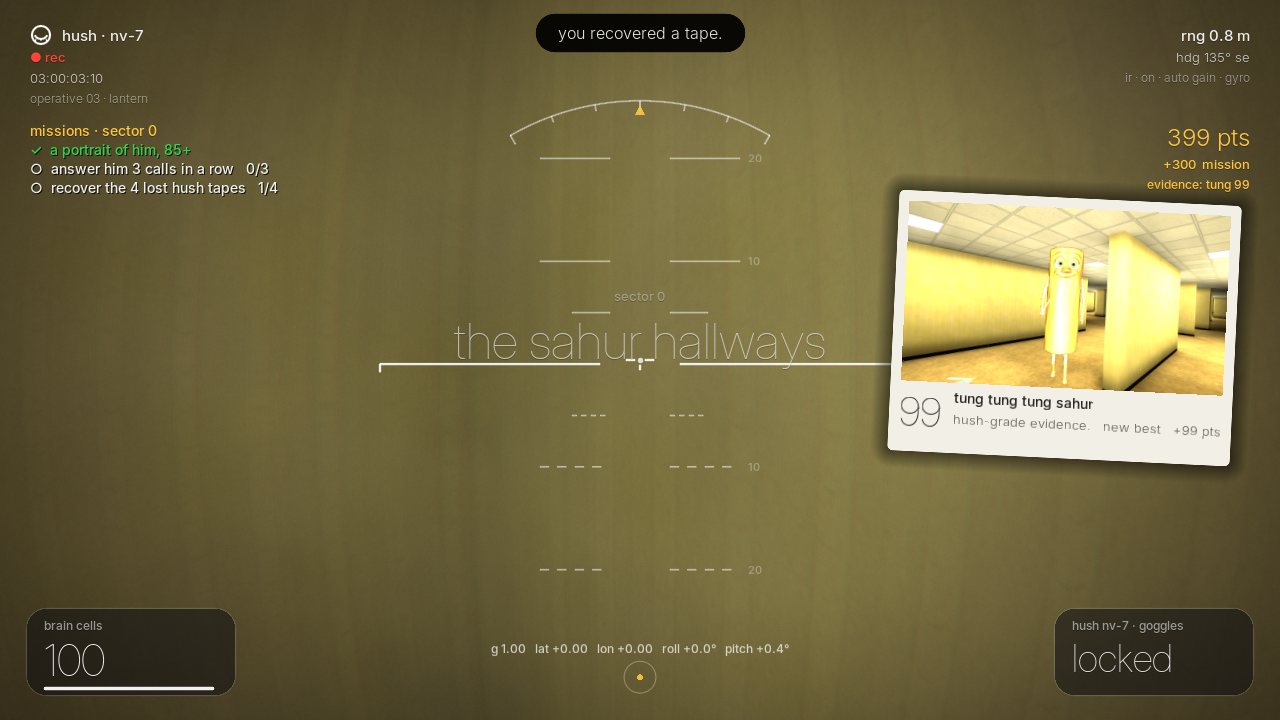 hush · nv-7
rec
03:00:03:10
operative 03 · lantern
missions · sector 0
✓ a portrait of him, 85+
answer him 3 calls in a row 0/3
recover the 4 lost hush tapes 1/4
you recovered a tape.
rng 0.8 m
hdg 135° se
ir · on · auto gain · gyro
399 pts
+300 mission
evidence: tung 99
20
10
sector 0
the sahur hallways
10
20
99 tung tung tung sahur
hush-grade evidence. new best +99 pts
brain cells
100
g 1.00 lat +0.00 lon +0.00 roll +0.0° pitch +0.4°
hush nv-7 · goggles
locked